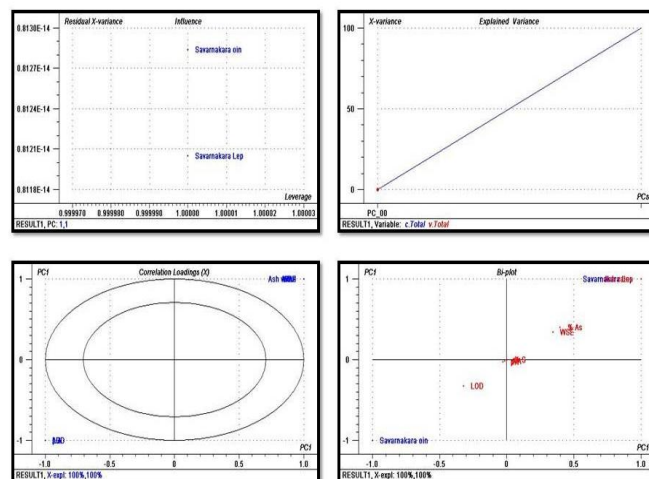 Residual X-variance Influence
0.8130E-14
0.8127E-14
0.8124E-14
0.8121E-14
0.8118E-14
Savarnakara oin
Savarnakara Lep
Leverage
0.999970 0.999980 0.999990 1.00000 1.00001 1.00002 1.00003
RESULT1, PC: 1,1
X-variance Explained Variance
100
50
0
PCs
PC_00
RESULT1, Variable: c.Total v.Total
PC1 Correlation Loadings (X)
1
0
-1
Ash
PC1
-1.0 -0.5 0 0.5 1.0
RESULT1, X-expl: 100%,100%
PC1 Bi-plot
1
0
-1
Savarnakara Lep
% As
WSE
LOD
Savarnakara oin
PC1
-1.0 -0.5 0 0.5 1.0
RESULT1, X-expl: 100%,100%